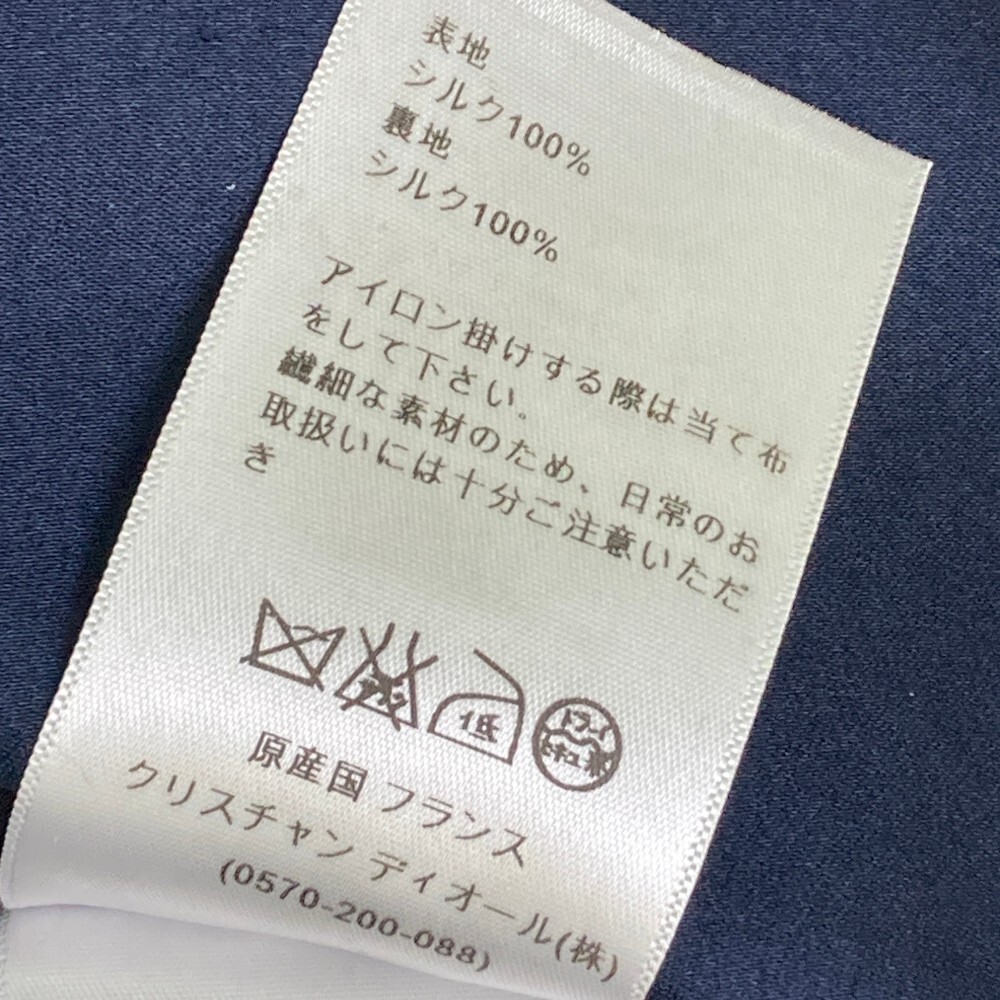 表地
シルク100%
裏地
シルク100%
アイロン掛けする際は当て布
をして下さい。
繊細な素材のため、日常のお
取扱いには十分ご注意いただ
き
低
ドライ
原産国 フランス
クリスチャン ディオール(株)
(0570-200-088)